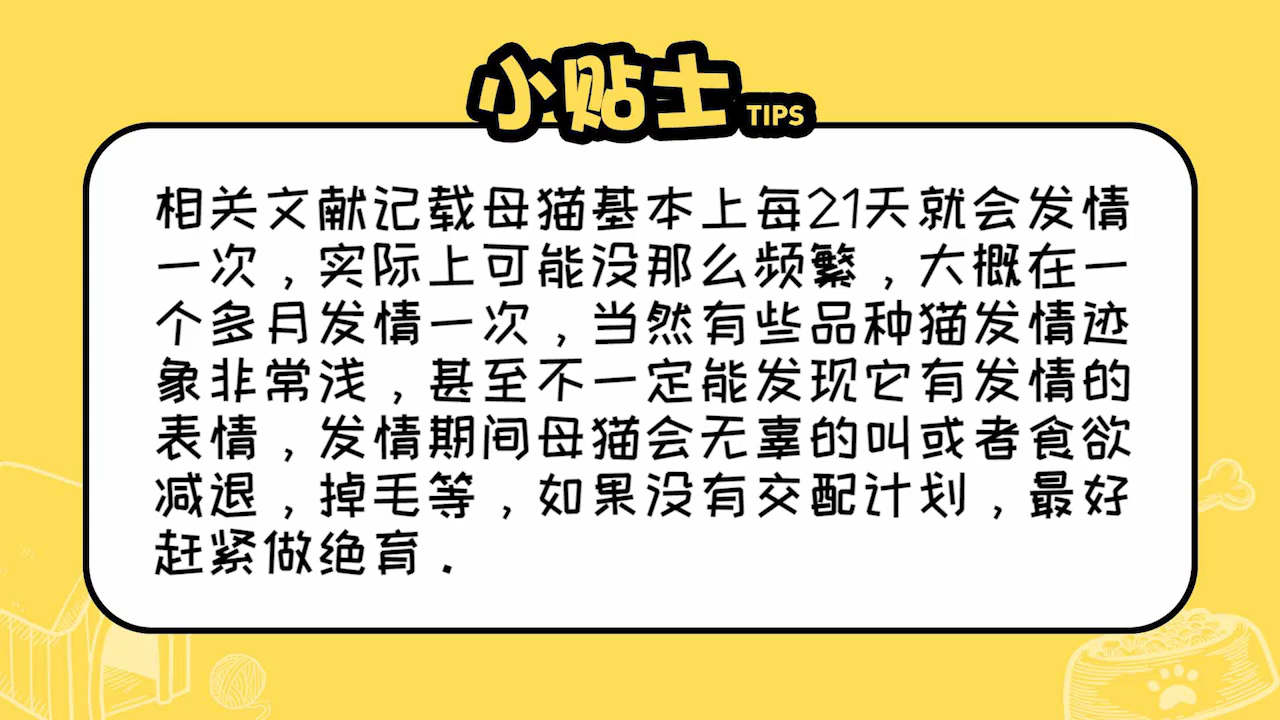 小贴士 TIPS
相关文献记载母猫基本上每21天就会发情
一次，实际上可能没那么频繁，大概在一
个多月发情一次，当然有些品种猫发情迹
象非常浅，甚至不一定能发现它有发情的
表情，发情期间母猫会无辜的叫或者食欲
减退，掉毛等，如果没有交配计划，最好
赶紧做绝育．